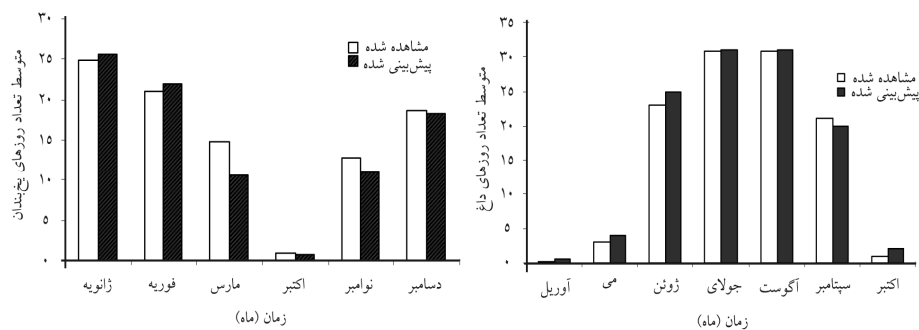 متوسط تعداد روزهای یخ‌بندان
۳۰
۲۵
۲۰
۱۵
۱۰
۵
۰
مشاهده شده
پیش‌بینی شده
ژانویه فوریه مارس اکتبر نوامبر دسامبر
زمان (ماه)
متوسط تعداد روزهای داغ
۳۵
۳۰
۲۵
۲۰
۱۵
۱۰
۵
۰
مشاهده شده
پیش‌بینی شده
آوریل می ژوئن جولای آگوست سپتامبر اکتبر
زمان (ماه)